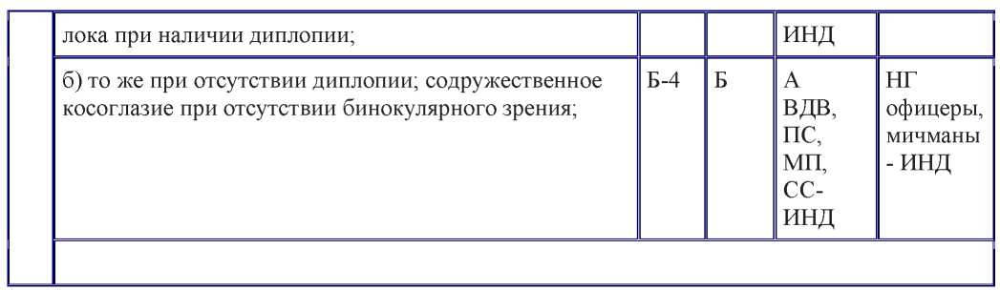 лока при наличии диплопии; ИНД
б) то же при отсутствии диплопии; содружественное Б-4 Б А НГ
косоглазие при отсутствии бинокулярного зрения; ВДВ, офицеры,
ПС, мичманы
МП, - ИНД
СС-
ИНД